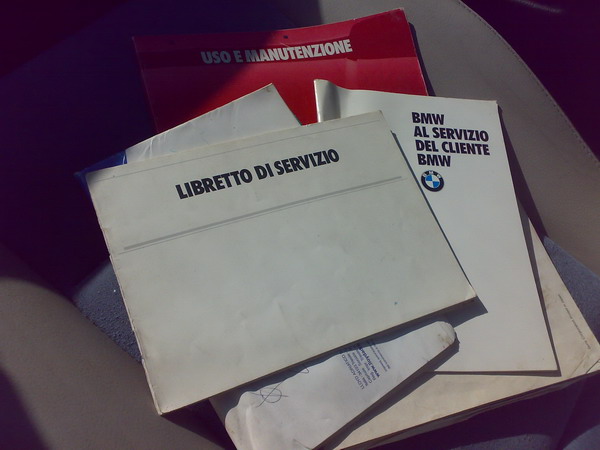 USO E MANUTENZIONE
LIBRETTO DI SERVIZIO
BMW
AL SERVIZIO
DEL CLIENTE
BMW